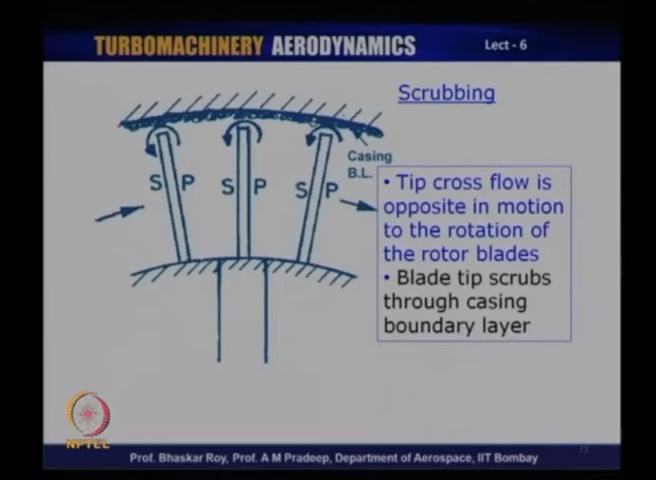 TURBOMACHINERY AERODYNAMICS
Lect - 6
Scrubbing
Casing
B.L.
S P S P S P
• Tip cross flow is
opposite in motion
to the rotation of
the rotor blades
• Blade tip scrubs
through casing
boundary layer
NPTEL
Prof. Bhaskar Roy, Prof. A M Pradeep, Department of Aerospace, IIT Bombay